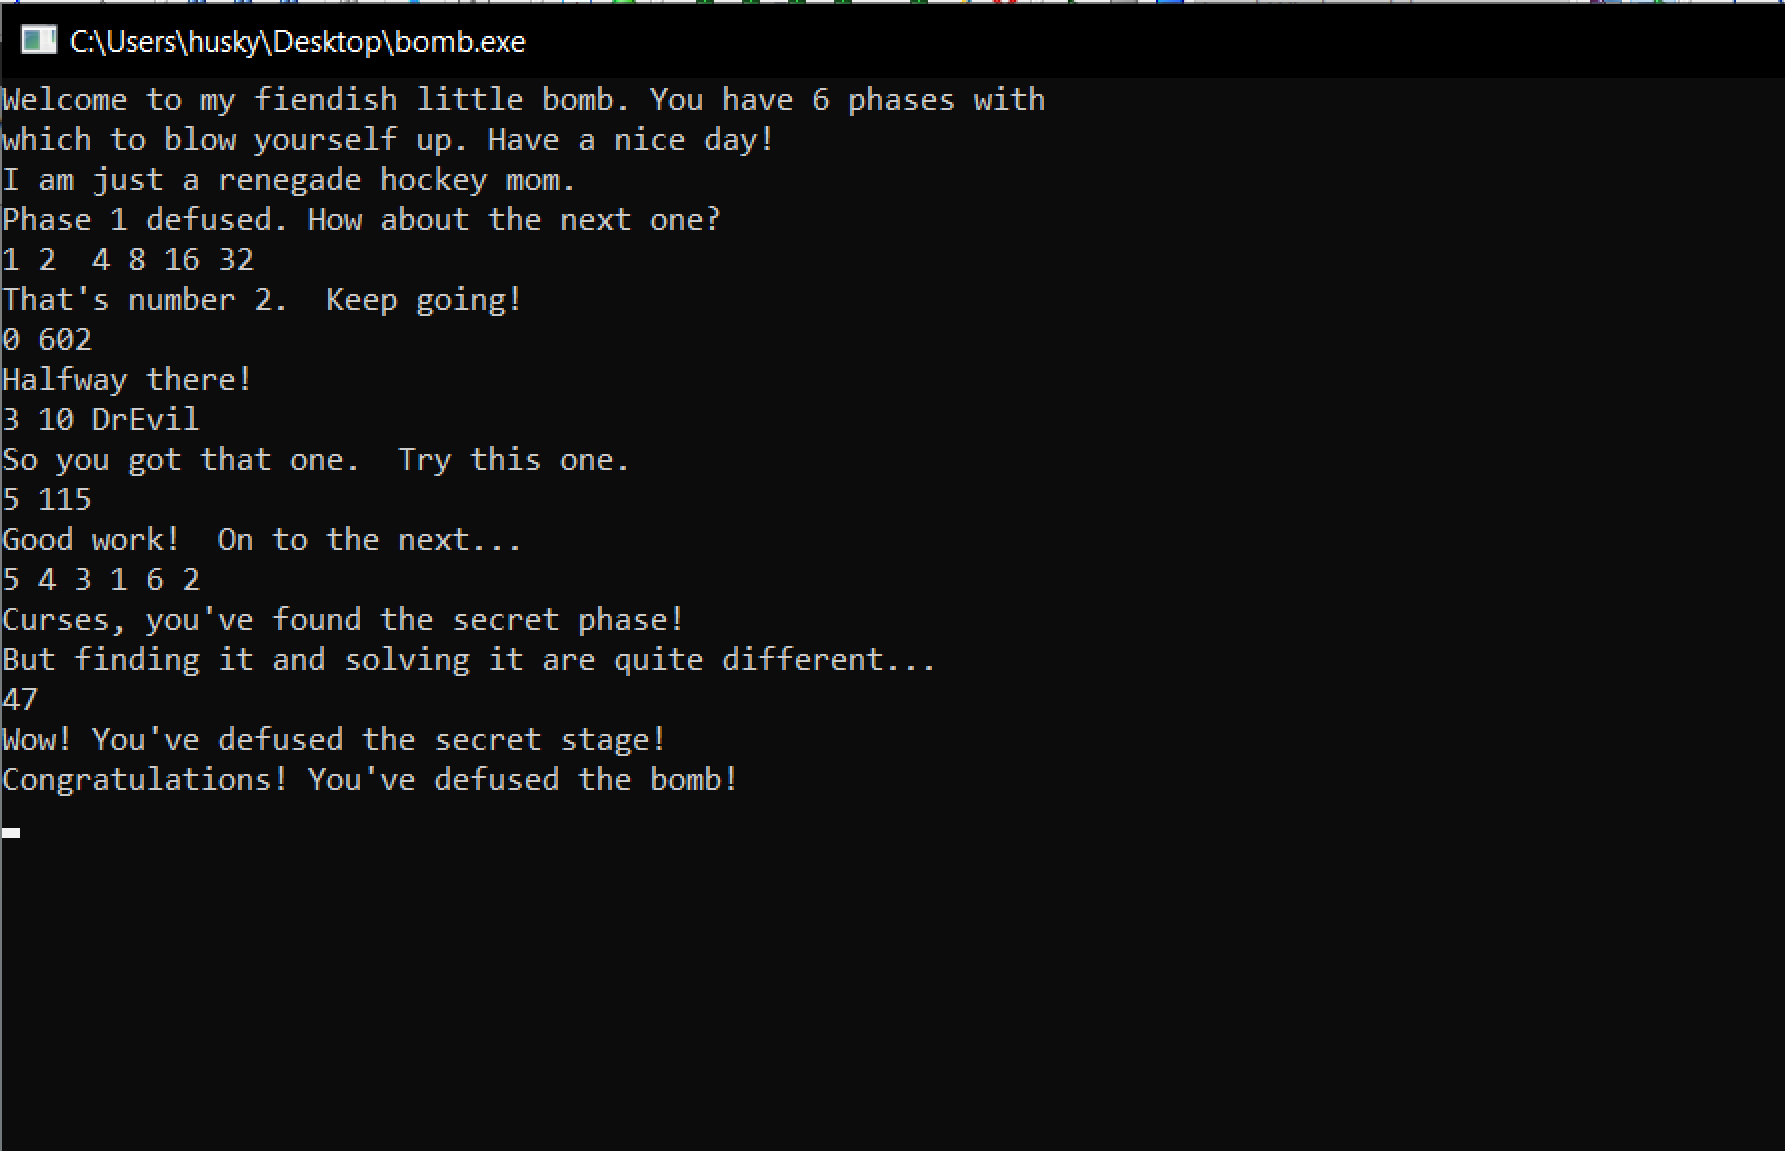 C:\Users\husky\Desktop\bomb.exe
Welcome to my fiendish little bomb. You have 6 phases with
which to blow yourself up. Have a nice day!
I am just a renegade hockey mom.
Phase 1 defused. How about the next one?
1 2  4 8 16 32
That's number 2.  Keep going!
0 602
Halfway there!
3 10 DrEvil
So you got that one.  Try this one.
5 115
Good work!  On to the next...
5 4 3 1 6 2
Curses, you've found the secret phase!
But finding it and solving it are quite different...
47
Wow! You've defused the secret stage!
Congratulations! You've defused the bomb!